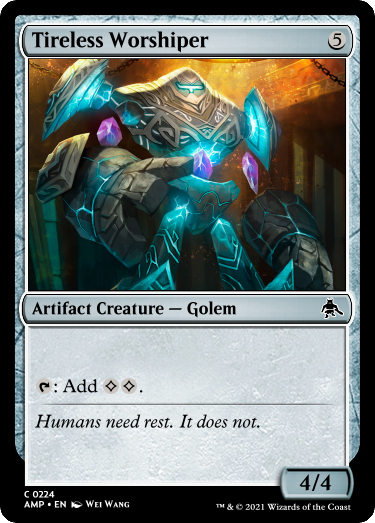 Tireless Worshiper 5
Artifact Creature — Golem
: Add .
Humans need rest. It does not.
4/4
C 0224
AMP • EN Wei Wang
™ & © 2021 Wizards of the Coast